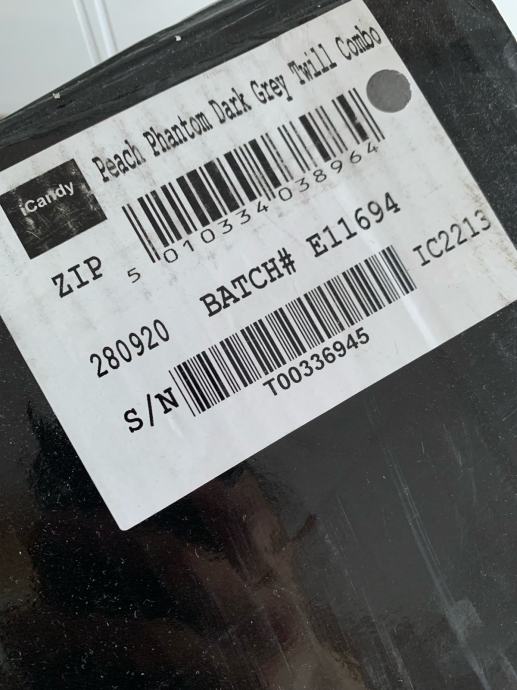 Peach Phantom Dark Grey Twill Combo
iCandy
5 010334 038964
ZIP BATCH# E11694
280920 IC2213
S/N T00336945